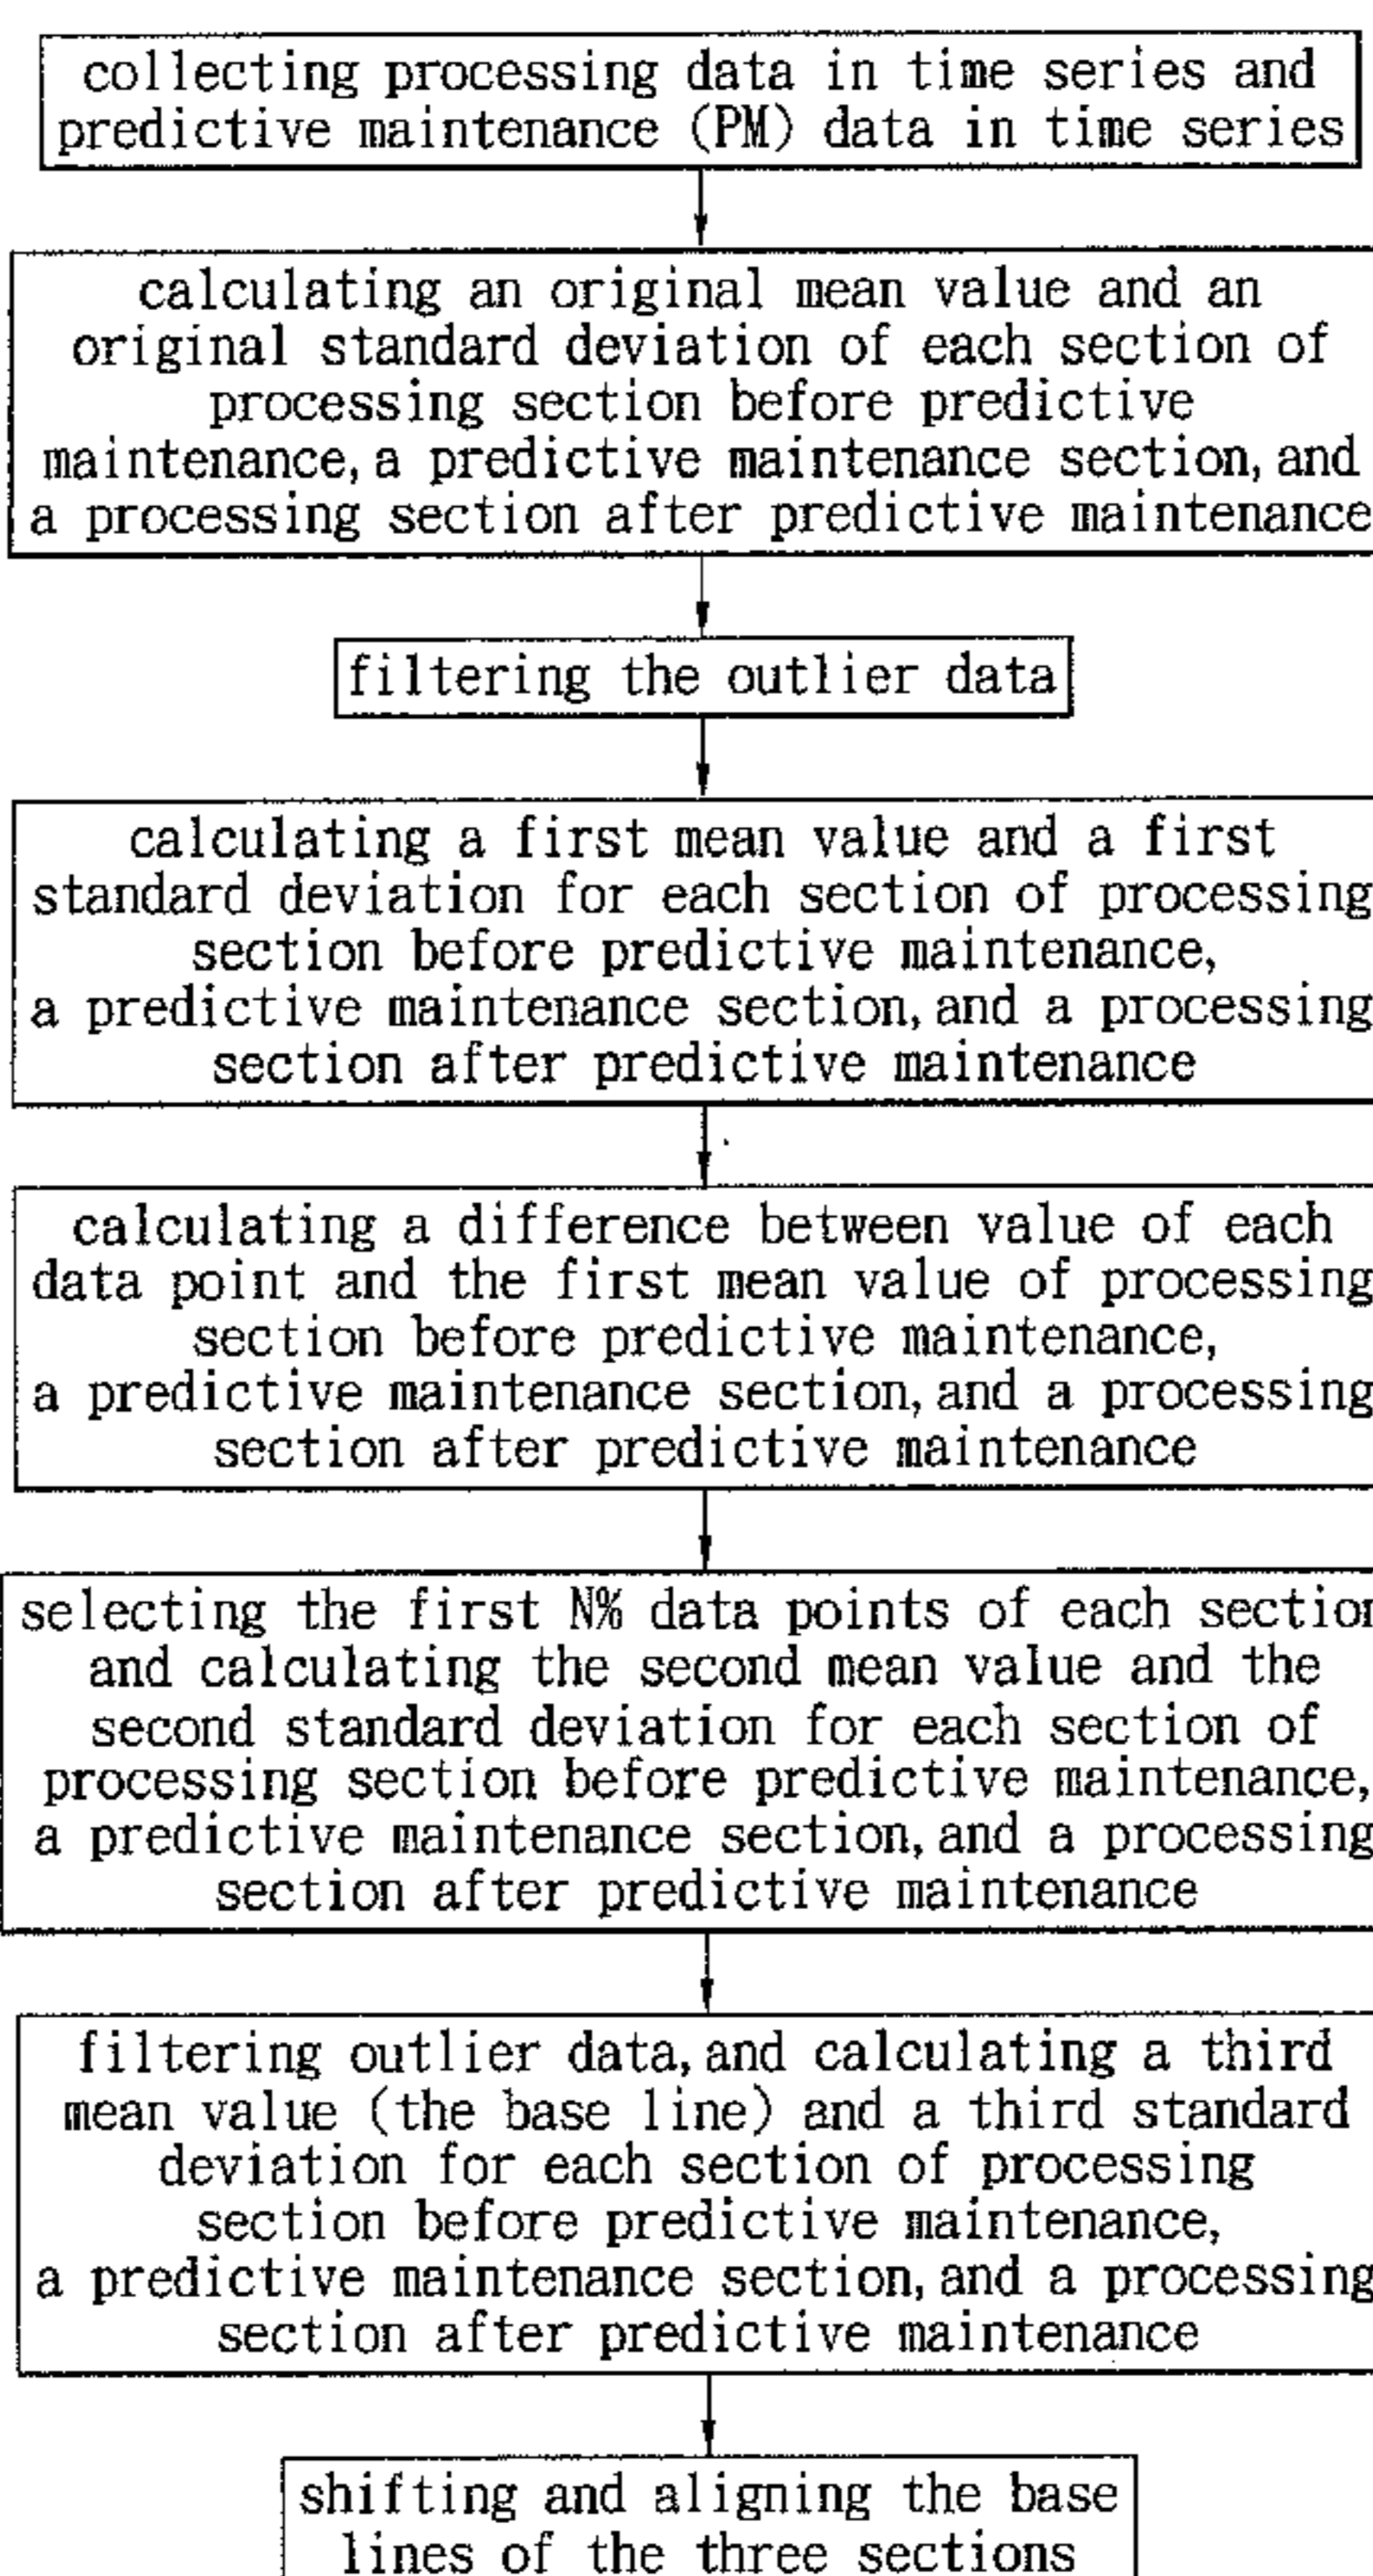 collecting processing data in time series and
predictive maintenance (PM) data in time series
calculating an original mean value and an
original standard deviation of each section of
processing section before predictive
maintenance, a predictive maintenance section, and
a processing section after predictive maintenance
filtering the outlier data
calculating a first mean value and a first
standard deviation for each section of processing
section before predictive maintenance,
a predictive maintenance section, and a processing
section after predictive maintenance
calculating a difference between value of each
data point and the first mean value of processing
section before predictive maintenance,
a predictive maintenance section, and a processing
section after predictive maintenance
selecting the first N% data points of each section
and calculating the second mean value and the
second standard deviation for each section of
processing section before predictive maintenance,
a predictive maintenance section, and a processing
section after predictive maintenance
filtering outlier data, and calculating a third
mean value (the base line) and a third standard
deviation for each section of processing
section before predictive maintenance,
a predictive maintenance section, and a processing
section after predictive maintenance
shifting and aligning the base
lines of the three sections